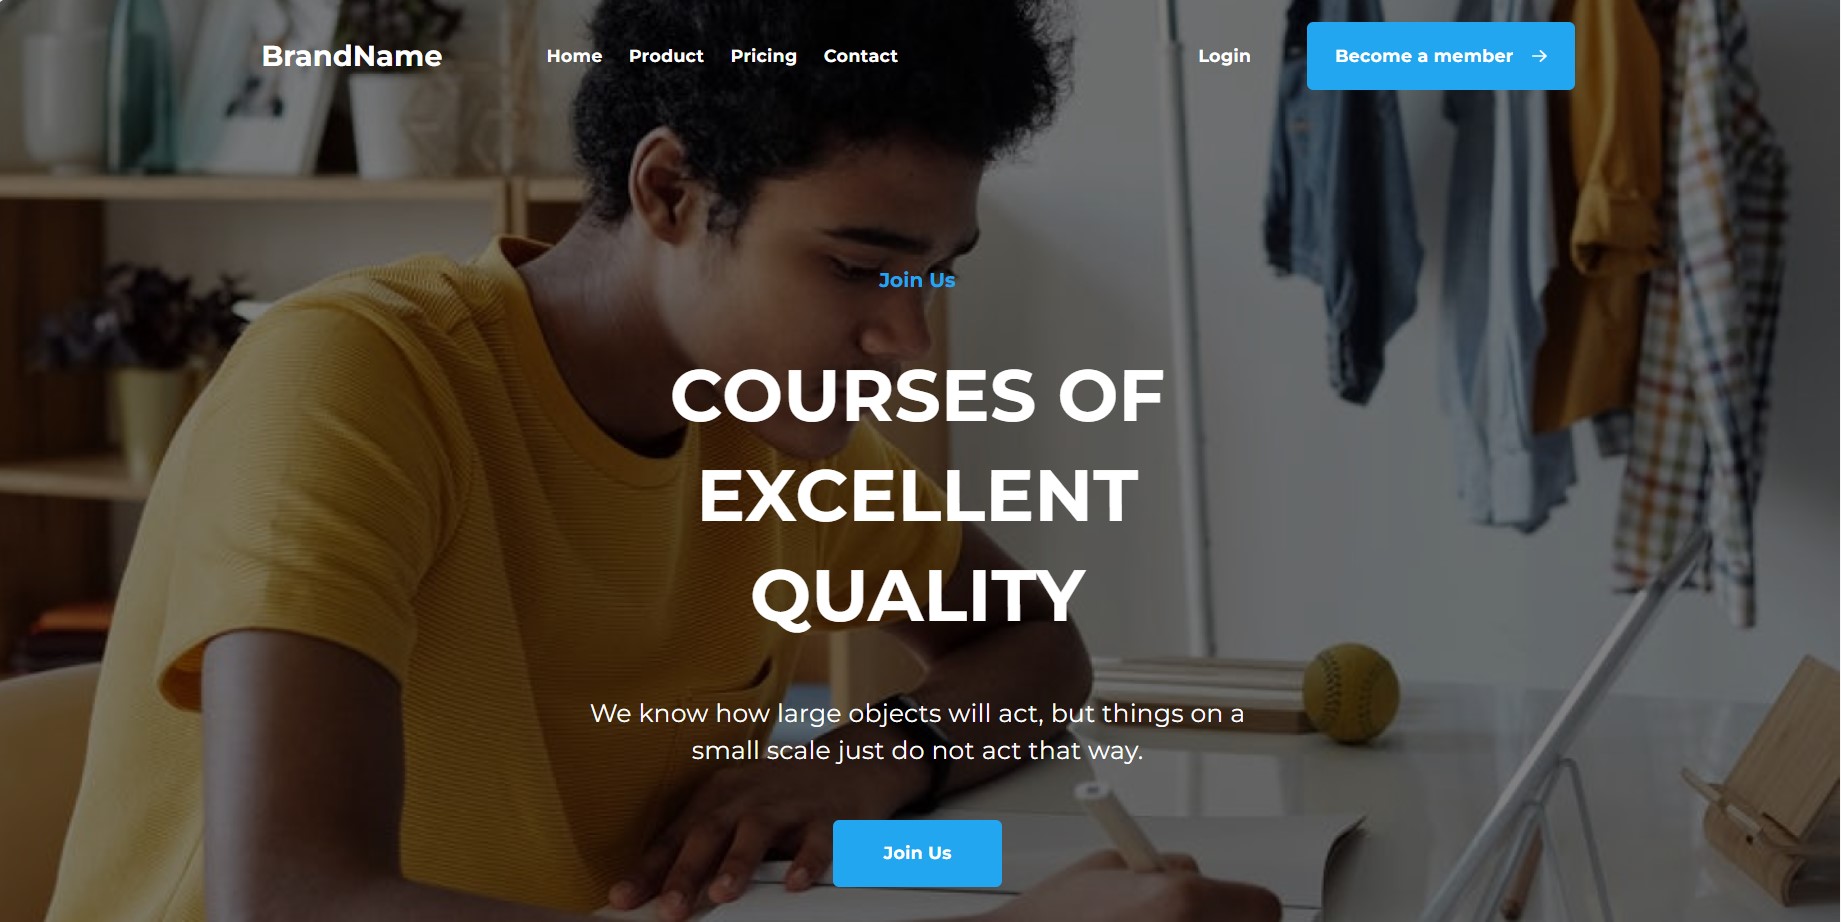 BrandName
Home
Product
Pricing
Contact
Login
Become a member
Join Us
COURSES OF
EXCELLENT
QUALITY
We know how large objects will act, but things on a
small scale just do not act that way.
Join Us